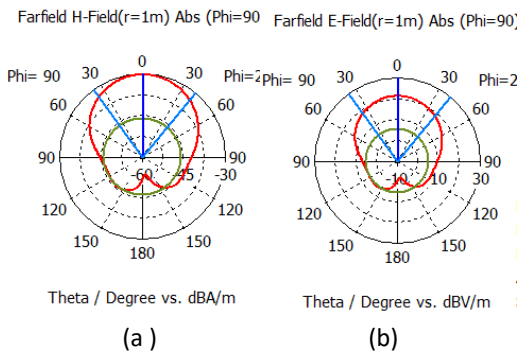 Farfield H-Field(r=1m) Abs (Phi=90)
Phi= 90 30 0 30 Phi=2
60 60
90 -60 -45 -30 90
120 120
150 150
180
Theta / Degree vs. dBA/m
(a )
Farfield E-Field(r=1m) Abs (Phi=90)
Phi= 90 30 0 30 Phi=2
60 60
90 -10 10 30 90
120 120
150 150
180
Theta / Degree vs. dBV/m
(b)